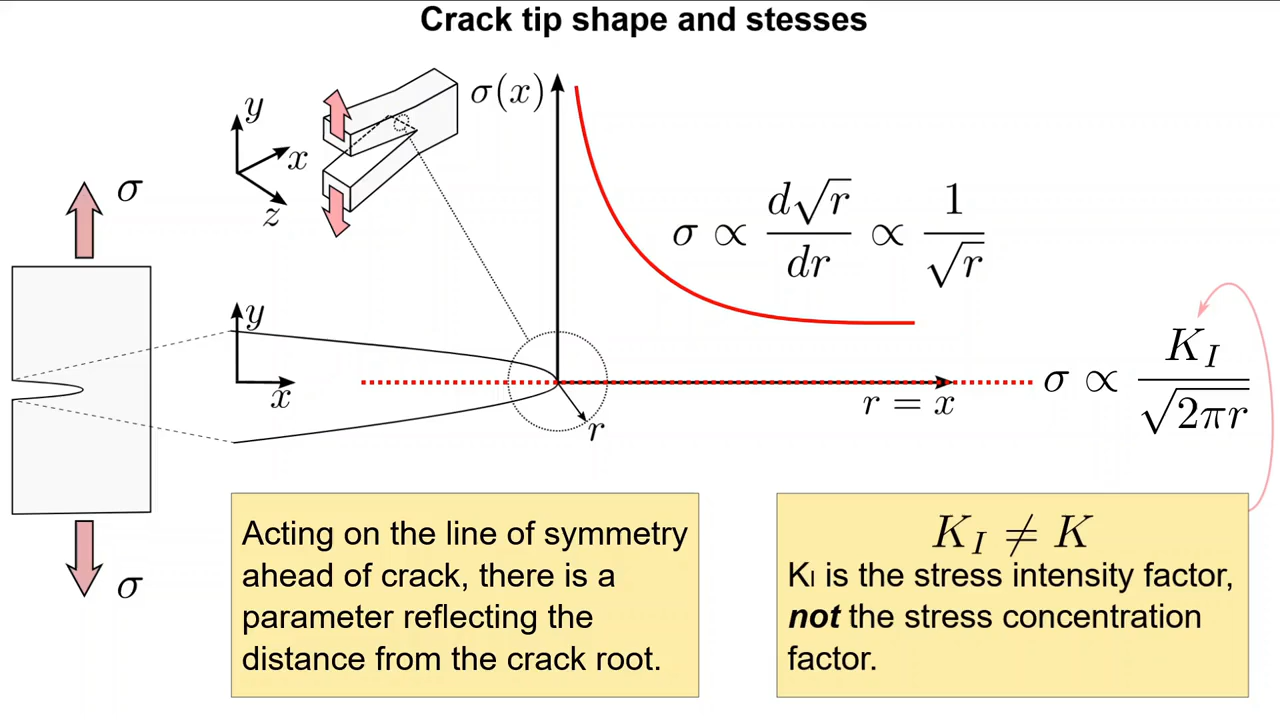 Crack tip shape and stesses
σ(x)
y
x
z
σ
σ ∝ d√r/dr ∝ 1/√r
y
x
r
r = x
σ ∝ K_I/√2πr
σ
Acting on the line of symmetry
ahead of crack, there is a
parameter reflecting the
distance from the crack root.
K_I ≠ K
K_I is the stress intensity factor,
not the stress concentration
factor.